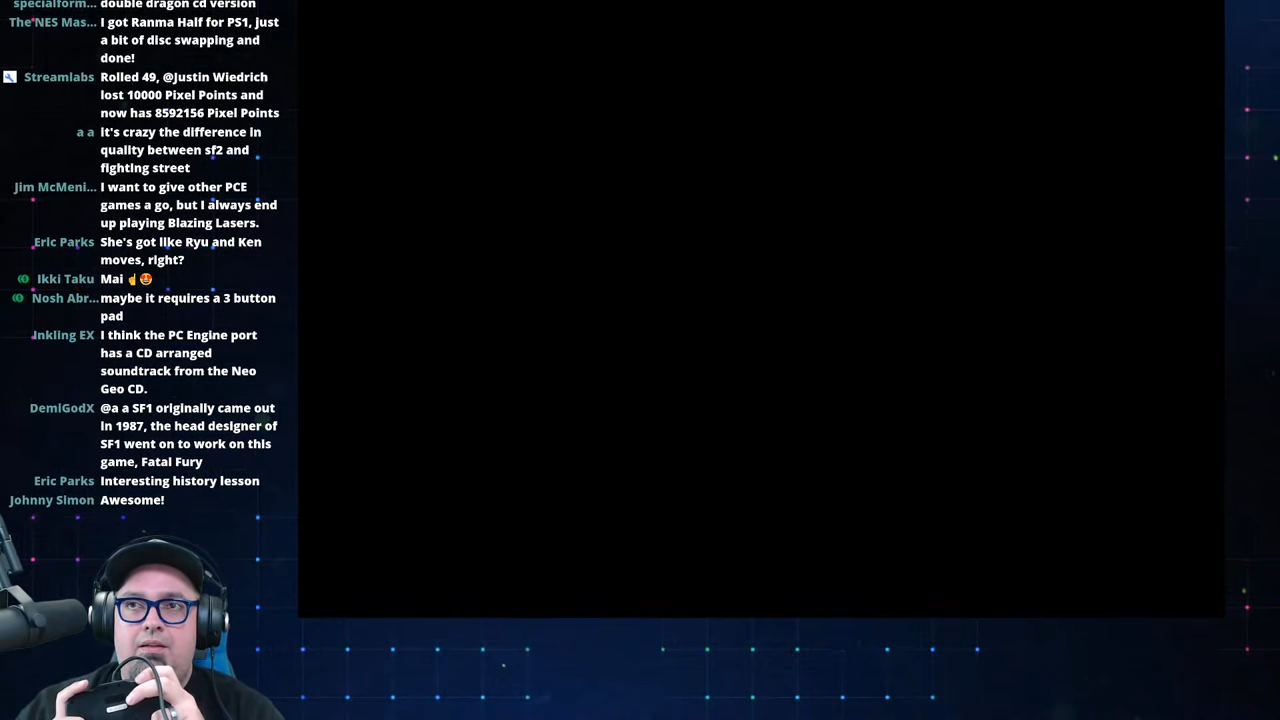 specialform... double dragon cd version
The NES Mas... I got Ranma Half for PS1, just
a bit of disc swapping and
done!
Streamlabs Rolled 49, @Justin Wiedrich
lost 10000 Pixel Points and
now has 8592156 Pixel Points
a a it's crazy the difference in
quality between sf2 and
fighting street
Jim McMeni... I want to give other PCE
games a go, but I always end
up playing Blazing Lasers.
Eric Parks She's got like Ryu and Ken
moves, right?
Ikki Taku Mai ☝️🤩
Nosh Abr... maybe it requires a 3 button
pad
Inkling EX I think the PC Engine port
has a CD arranged
soundtrack from the Neo
Geo CD.
DemiGodX @a a SF1 originally came out
in 1987, the head designer of
SF1 went on to work on this
game, Fatal Fury
Eric Parks Interesting history lesson
Johnny Simon Awesome!